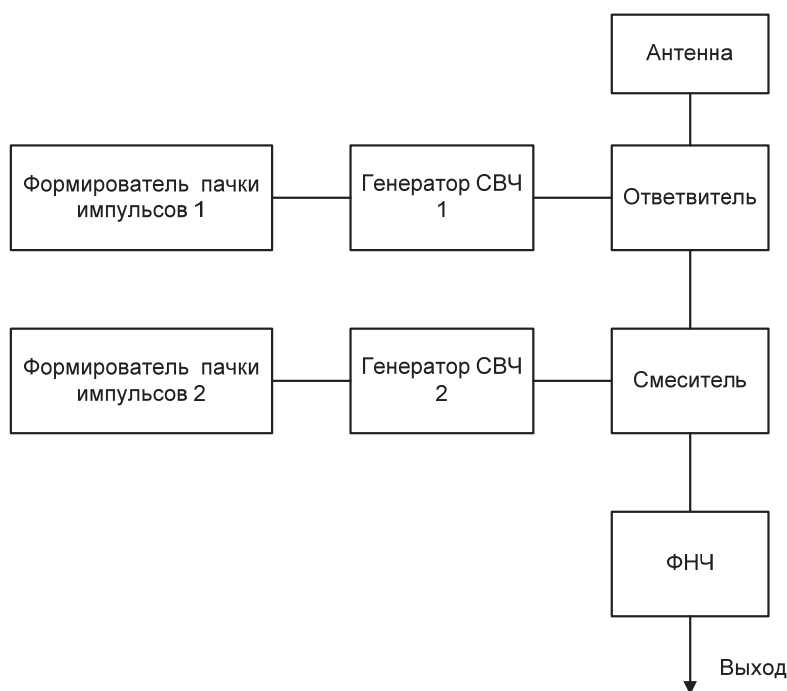 Антенна
Формирователь пачки
импульсов 1
Генератор СВЧ
1
Ответвитель
Формирователь пачки
импульсов 2
Генератор СВЧ
2
Смеситель
ФНЧ
Выход